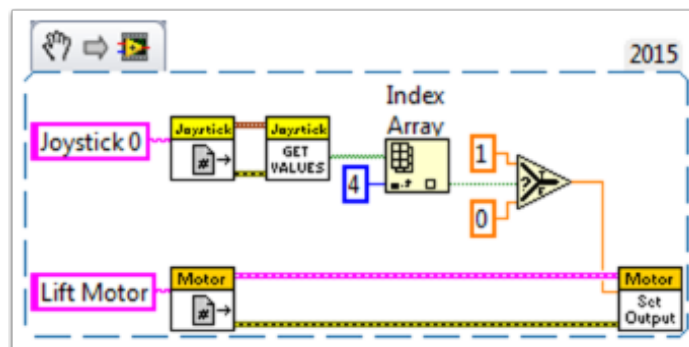 2015
Index
Array
Joystick 0
Joystick
Joystick
GET
VALUES
#
4
1
0
?
T
F
Lift Motor
Motor
#
Motor
Set
Output